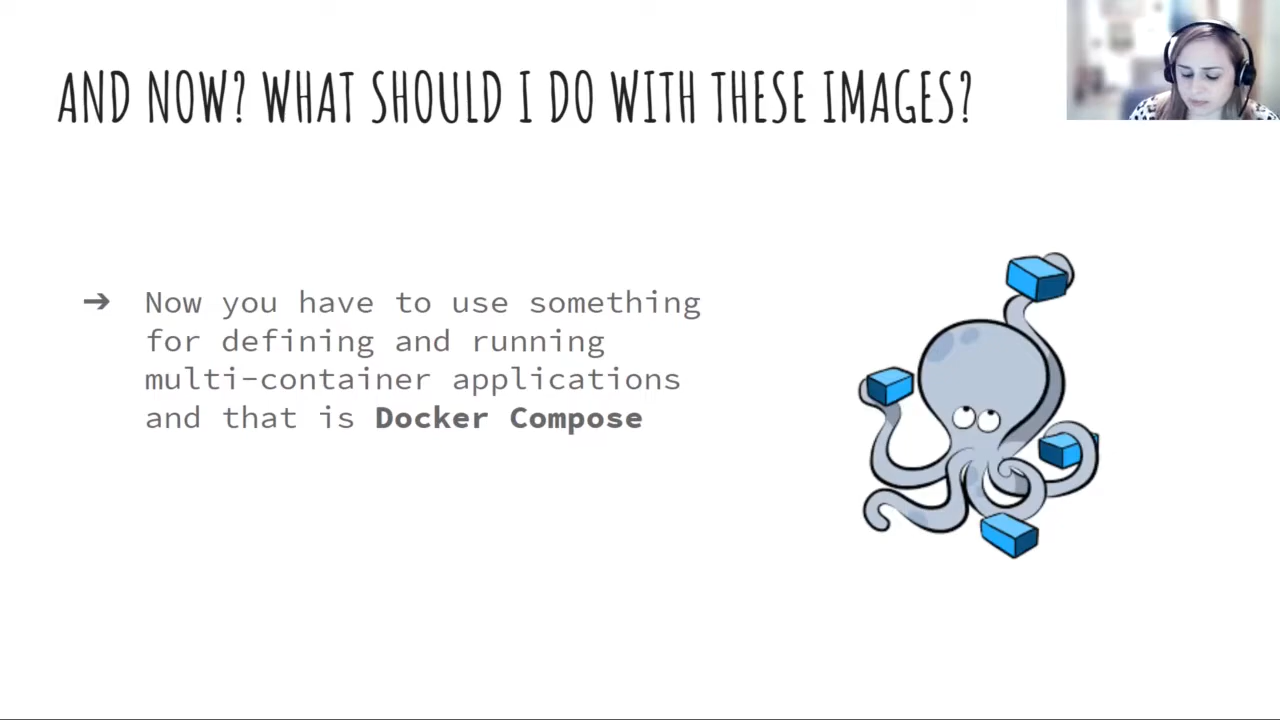 AND NOW? WHAT SHOULD I DO WITH THESE IMAGES?
➔ Now you have to use something
for defining and running
multi-container applications
and that is Docker Compose